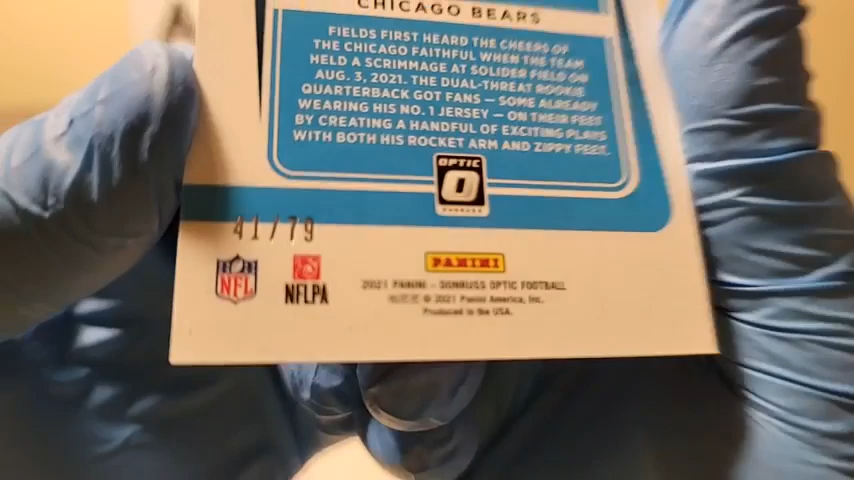 CHICAGO BEARS
FIELDS FIRST HEARD THE CHEERS OF
THE CHICAGO FAITHFUL WHEN THE TEAM
HELD A SCRIMMAGE AT SOLIDER FIELD ON
AUG. 3, 2021. THE DUAL-THREAT ROOKIE
QUARTERBACK GOT FANS — SOME ALREADY
WEARING HIS NO. 1 JERSEY — ON THEIR FEET
BY CREATING A HANDFUL OF EXCITING PLAYS
WITH BOTH HIS ROCKET ARM AND ZIPPY FEET.
OPTIC
O
DONRUSS
41/79
NFL
NFLPA
PANINI
2021 PANINI - DONRUSS OPTIC FOOTBALL
© 2021 Panini America, Inc.
Produced in the USA.